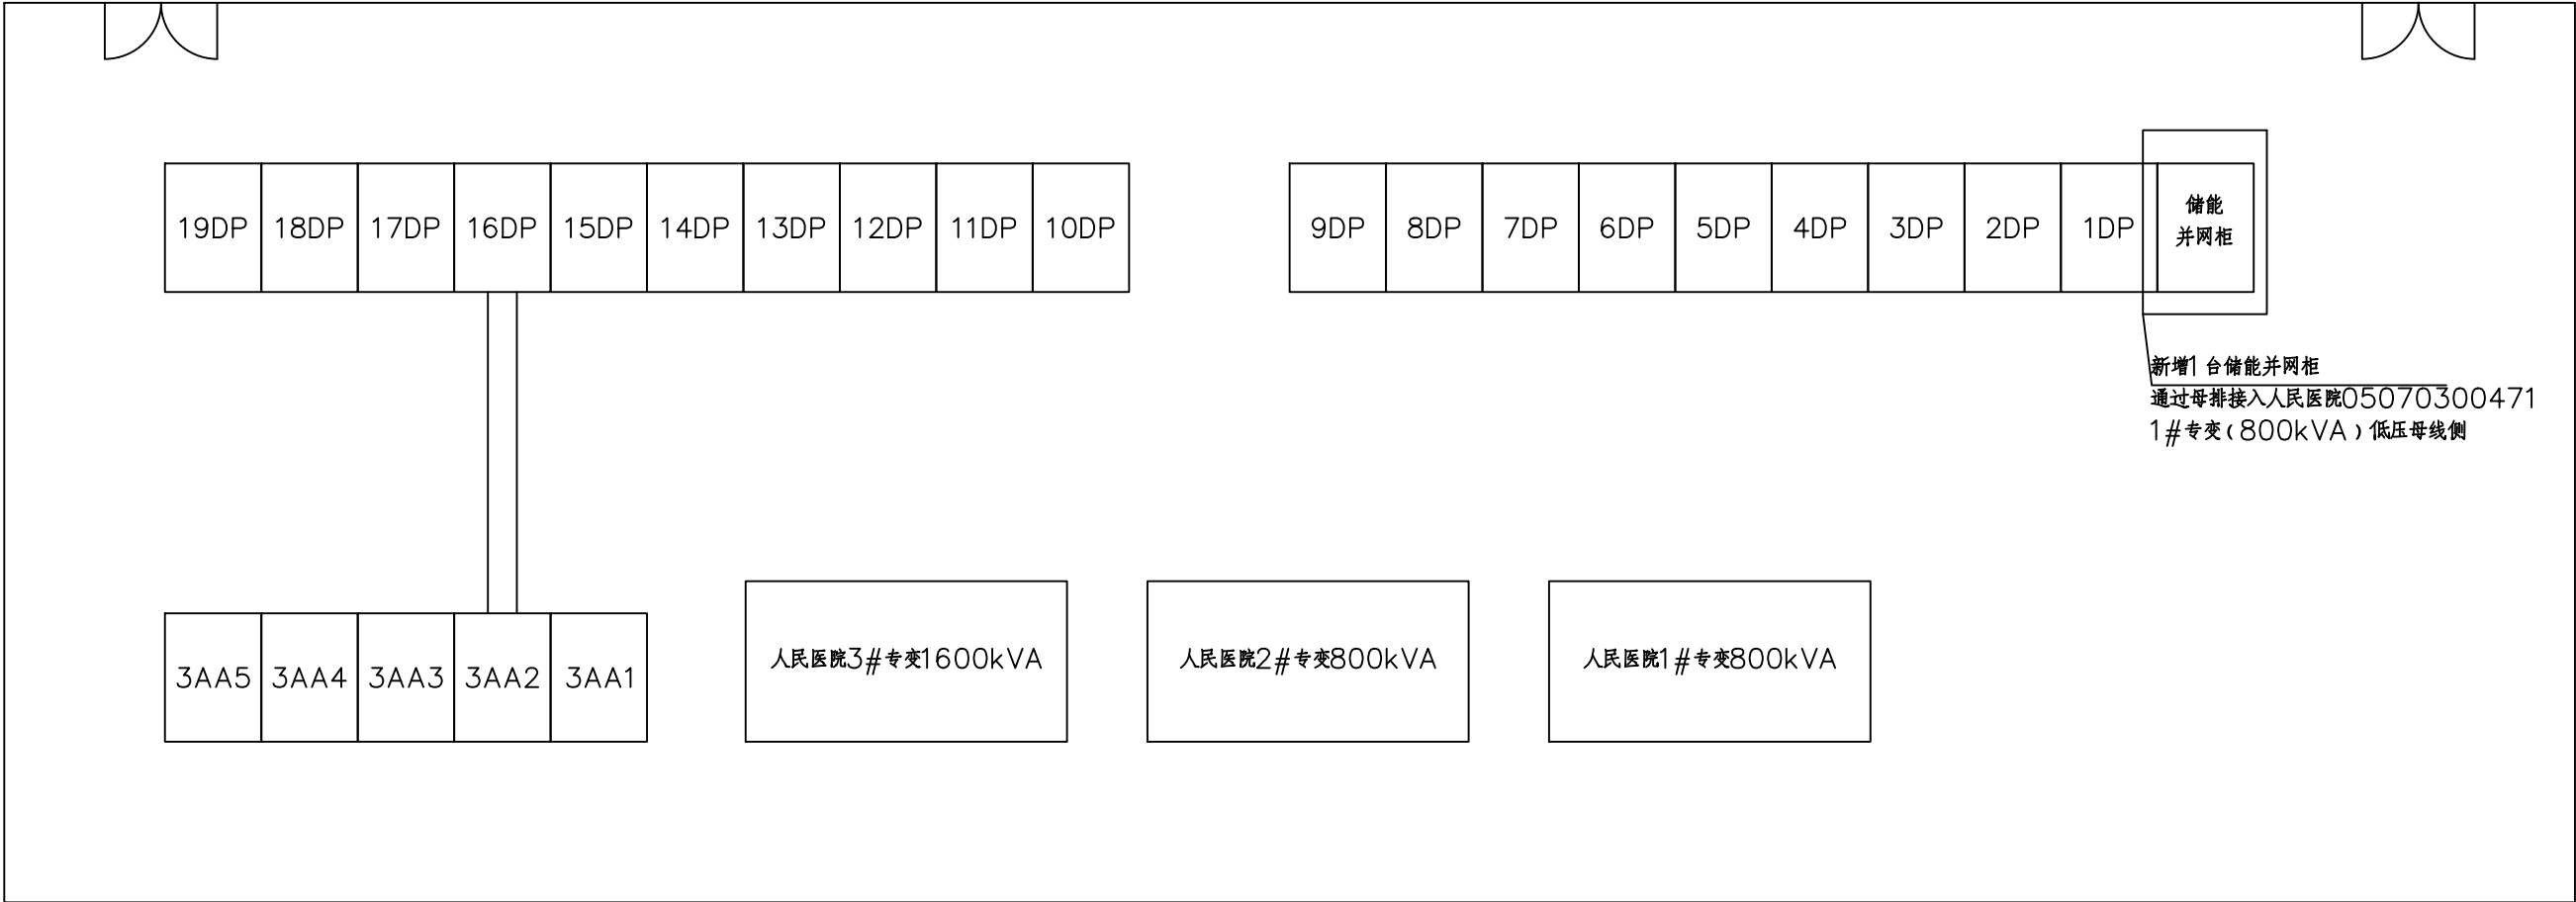 19DP 18DP 17DP 16DP 15DP 14DP 13DP 12DP 11DP 10DP 9DP 8DP 7DP 6DP 5DP 4DP 3DP 2DP 1DP
储能
并网柜
新增1台储能并网柜
通过母排接入人民医院05070300471
1#专变(800kVA)低压母线侧
3AA5 3AA4 3AA3 3AA2 3AA1
人民医院3#专变1600kVA
人民医院2#专变800kVA
人民医院1#专变800kVA